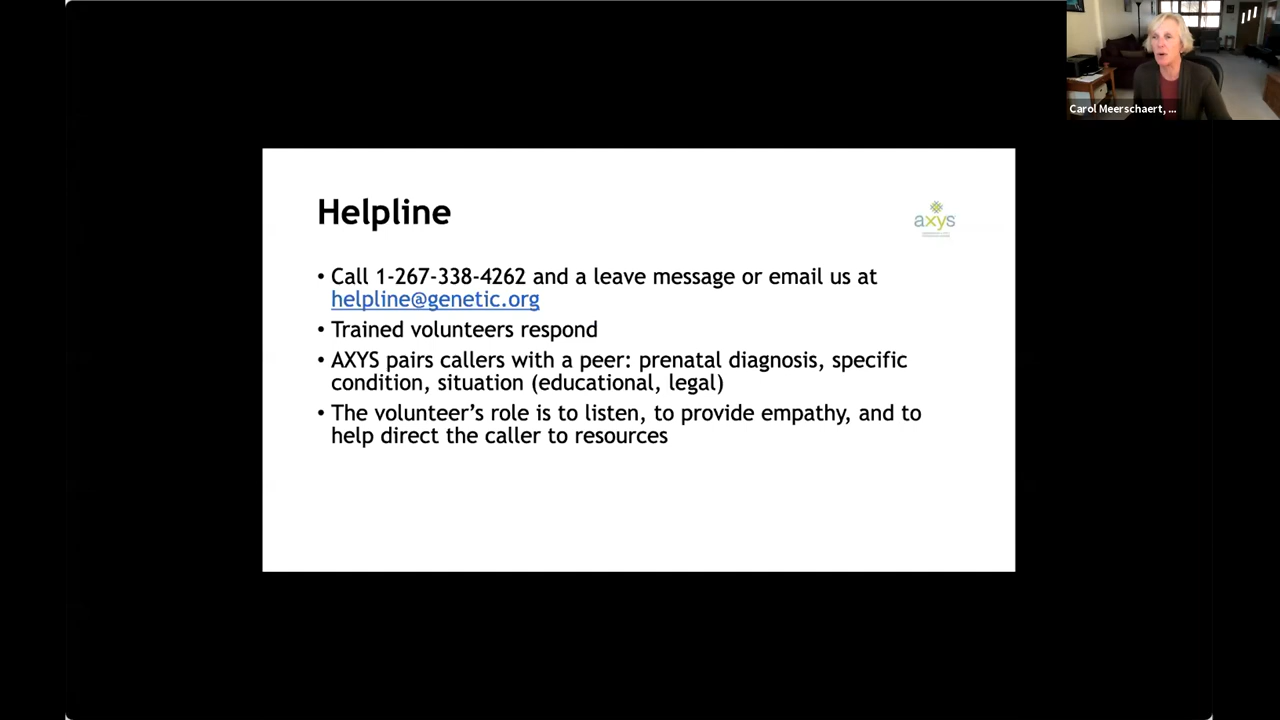 Carol Meerschaert, ...
Helpline
axys
• Call 1-267-338-4262 and a leave message or email us at
helpline@genetic.org
• Trained volunteers respond
• AXYS pairs callers with a peer: prenatal diagnosis, specific
condition, situation (educational, legal)
• The volunteer's role is to listen, to provide empathy, and to
help direct the caller to resources